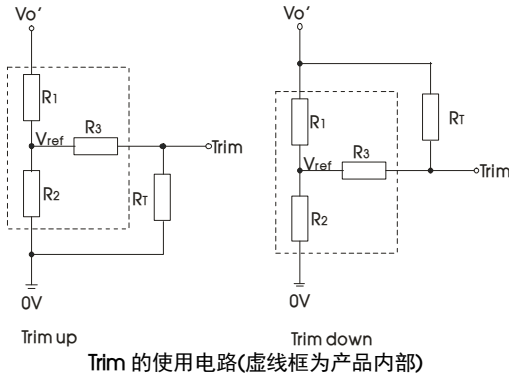 Vo′
R1
Vref
R3
Trim
R2
RT
0V
Trim up
Vo′
R1
RT
Vref
R3
Trim
R2
0V
Trim down
Trim 的使用电路(虚线框为产品内部)